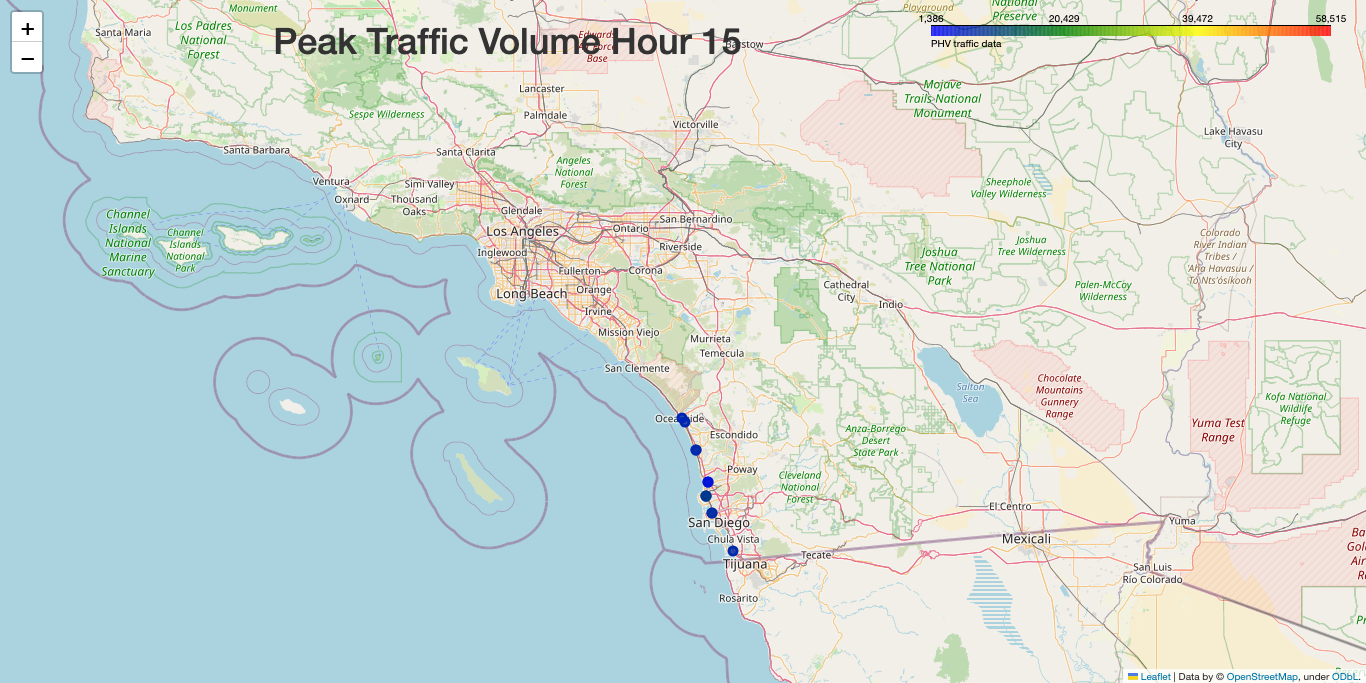 +
−
Peak Traffic Volume Hour 15
1,386 20,429 39,472 58,515
PHV traffic data
Monument
Playground
National
Preserve
Santa Maria
Los Padres
National
Forest
Edwards
Air Force
Base
Barstow
Lancaster
Palmdale
Sespe Wilderness
Victorville
Mojave
Trails National
Monument
Lake Havasu
City
Santa Barbara
Santa Clarita
Angeles
National
Forest
Ventura
Oxnard
Simi Valley
Thousand
Oaks
Sheephole
Valley Wilderness
Glendale
Los Angeles
Ontario
San Bernardino
Riverside
Inglewood
Fullerton
Corona
Long Beach
Orange
Irvine
Channel
Islands
National
Marine
Sanctuary
Channel
Islands
National
Park
Joshua
Tree National
Park
Joshua
Tree Wilderness
Colorado
River Indian
Tribes /
'Aha Havasuu /
To'Nts'ósikooh
Palen-McCoy
Wilderness
Cathedral
City
Indio
Mission Viejo
Murrieta
Temecula
San Clemente
Salton
Sea
Chocolate
Mountains
Gunnery
Range
Yuma Test
Range
Kofa National
Wildlife
Refuge
Oceanside
Escondido
Anza-Borrego
Desert
State Park
Poway
Cleveland
National
Forest
San Diego
El Centro
Yuma
Chula Vista
Mexicali
Tijuana
Tecate
San Luis
Río Colorado
Rosarito
Leaflet | Data by © OpenStreetMap, under ODbL.